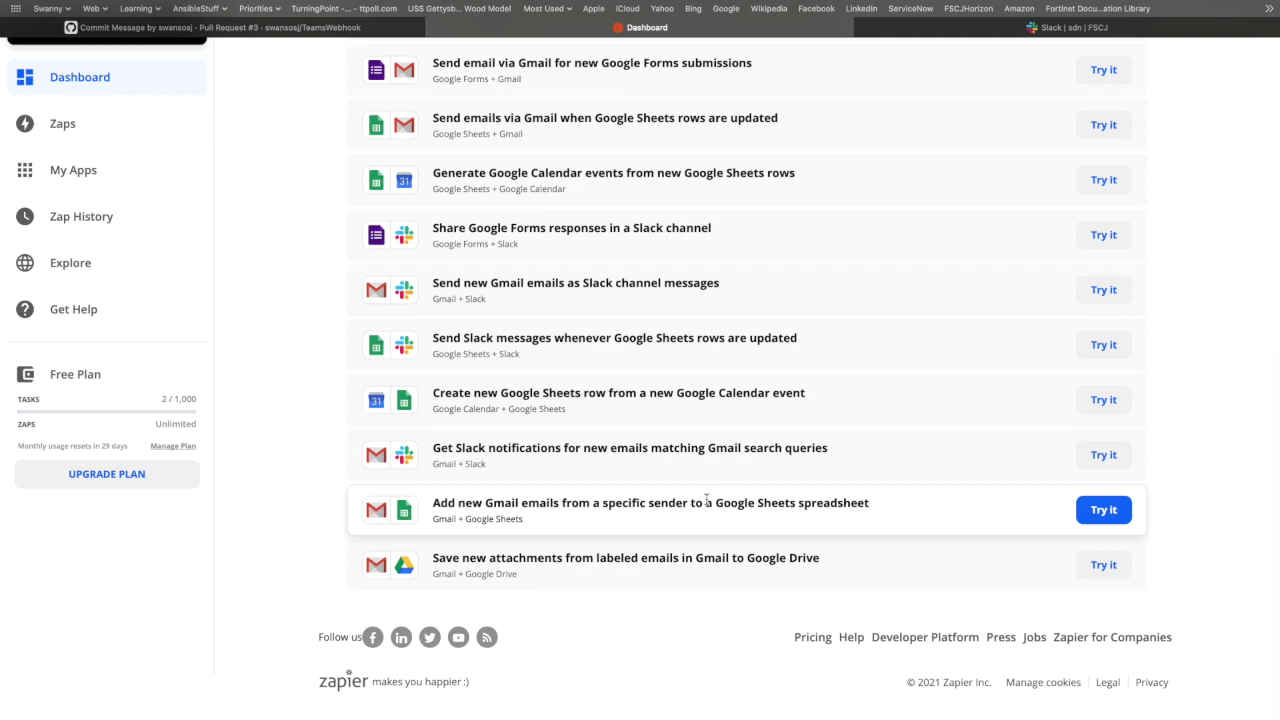 Swanny Web Learning AnsibleStuff Priorities TurningPoint -... - ttpoll.com USS Gettysb... Wood Model Most Used Apple iCloud Yahoo Bing Google Wikipedia Facebook LinkedIn ServiceNow FSCJHorizon Amazon Fortinet Docu...ation Library
Commit Message by swansosj · Pull Request #3 · swansosj/TeamsWebhook
Dashboard
Slack | sdn | FSCJ
Dashboard
Zaps
My Apps
Zap History
Explore
Get Help
Free Plan
TASKS 2 / 1,000
ZAPS Unlimited
Monthly usage resets in 29 days Manage Plan
UPGRADE PLAN
Send email via Gmail for new Google Forms submissions
Google Forms + Gmail
Try it
Send emails via Gmail when Google Sheets rows are updated
Google Sheets + Gmail
Try it
31
Generate Google Calendar events from new Google Sheets rows
Google Sheets + Google Calendar
Try it
Share Google Forms responses in a Slack channel
Google Forms + Slack
Try it
Send new Gmail emails as Slack channel messages
Gmail + Slack
Try it
Send Slack messages whenever Google Sheets rows are updated
Google Sheets + Slack
Try it
31
Create new Google Sheets row from a new Google Calendar event
Google Calendar + Google Sheets
Try it
Get Slack notifications for new emails matching Gmail search queries
Gmail + Slack
Try it
Add new Gmail emails from a specific sender to a Google Sheets spreadsheet
Gmail + Google Sheets
Try it
Save new attachments from labeled emails in Gmail to Google Drive
Gmail + Google Drive
Try it
Follow us
Pricing Help Developer Platform Press Jobs Zapier for Companies
zapier makes you happier :)
© 2021 Zapier Inc. Manage cookies Legal Privacy